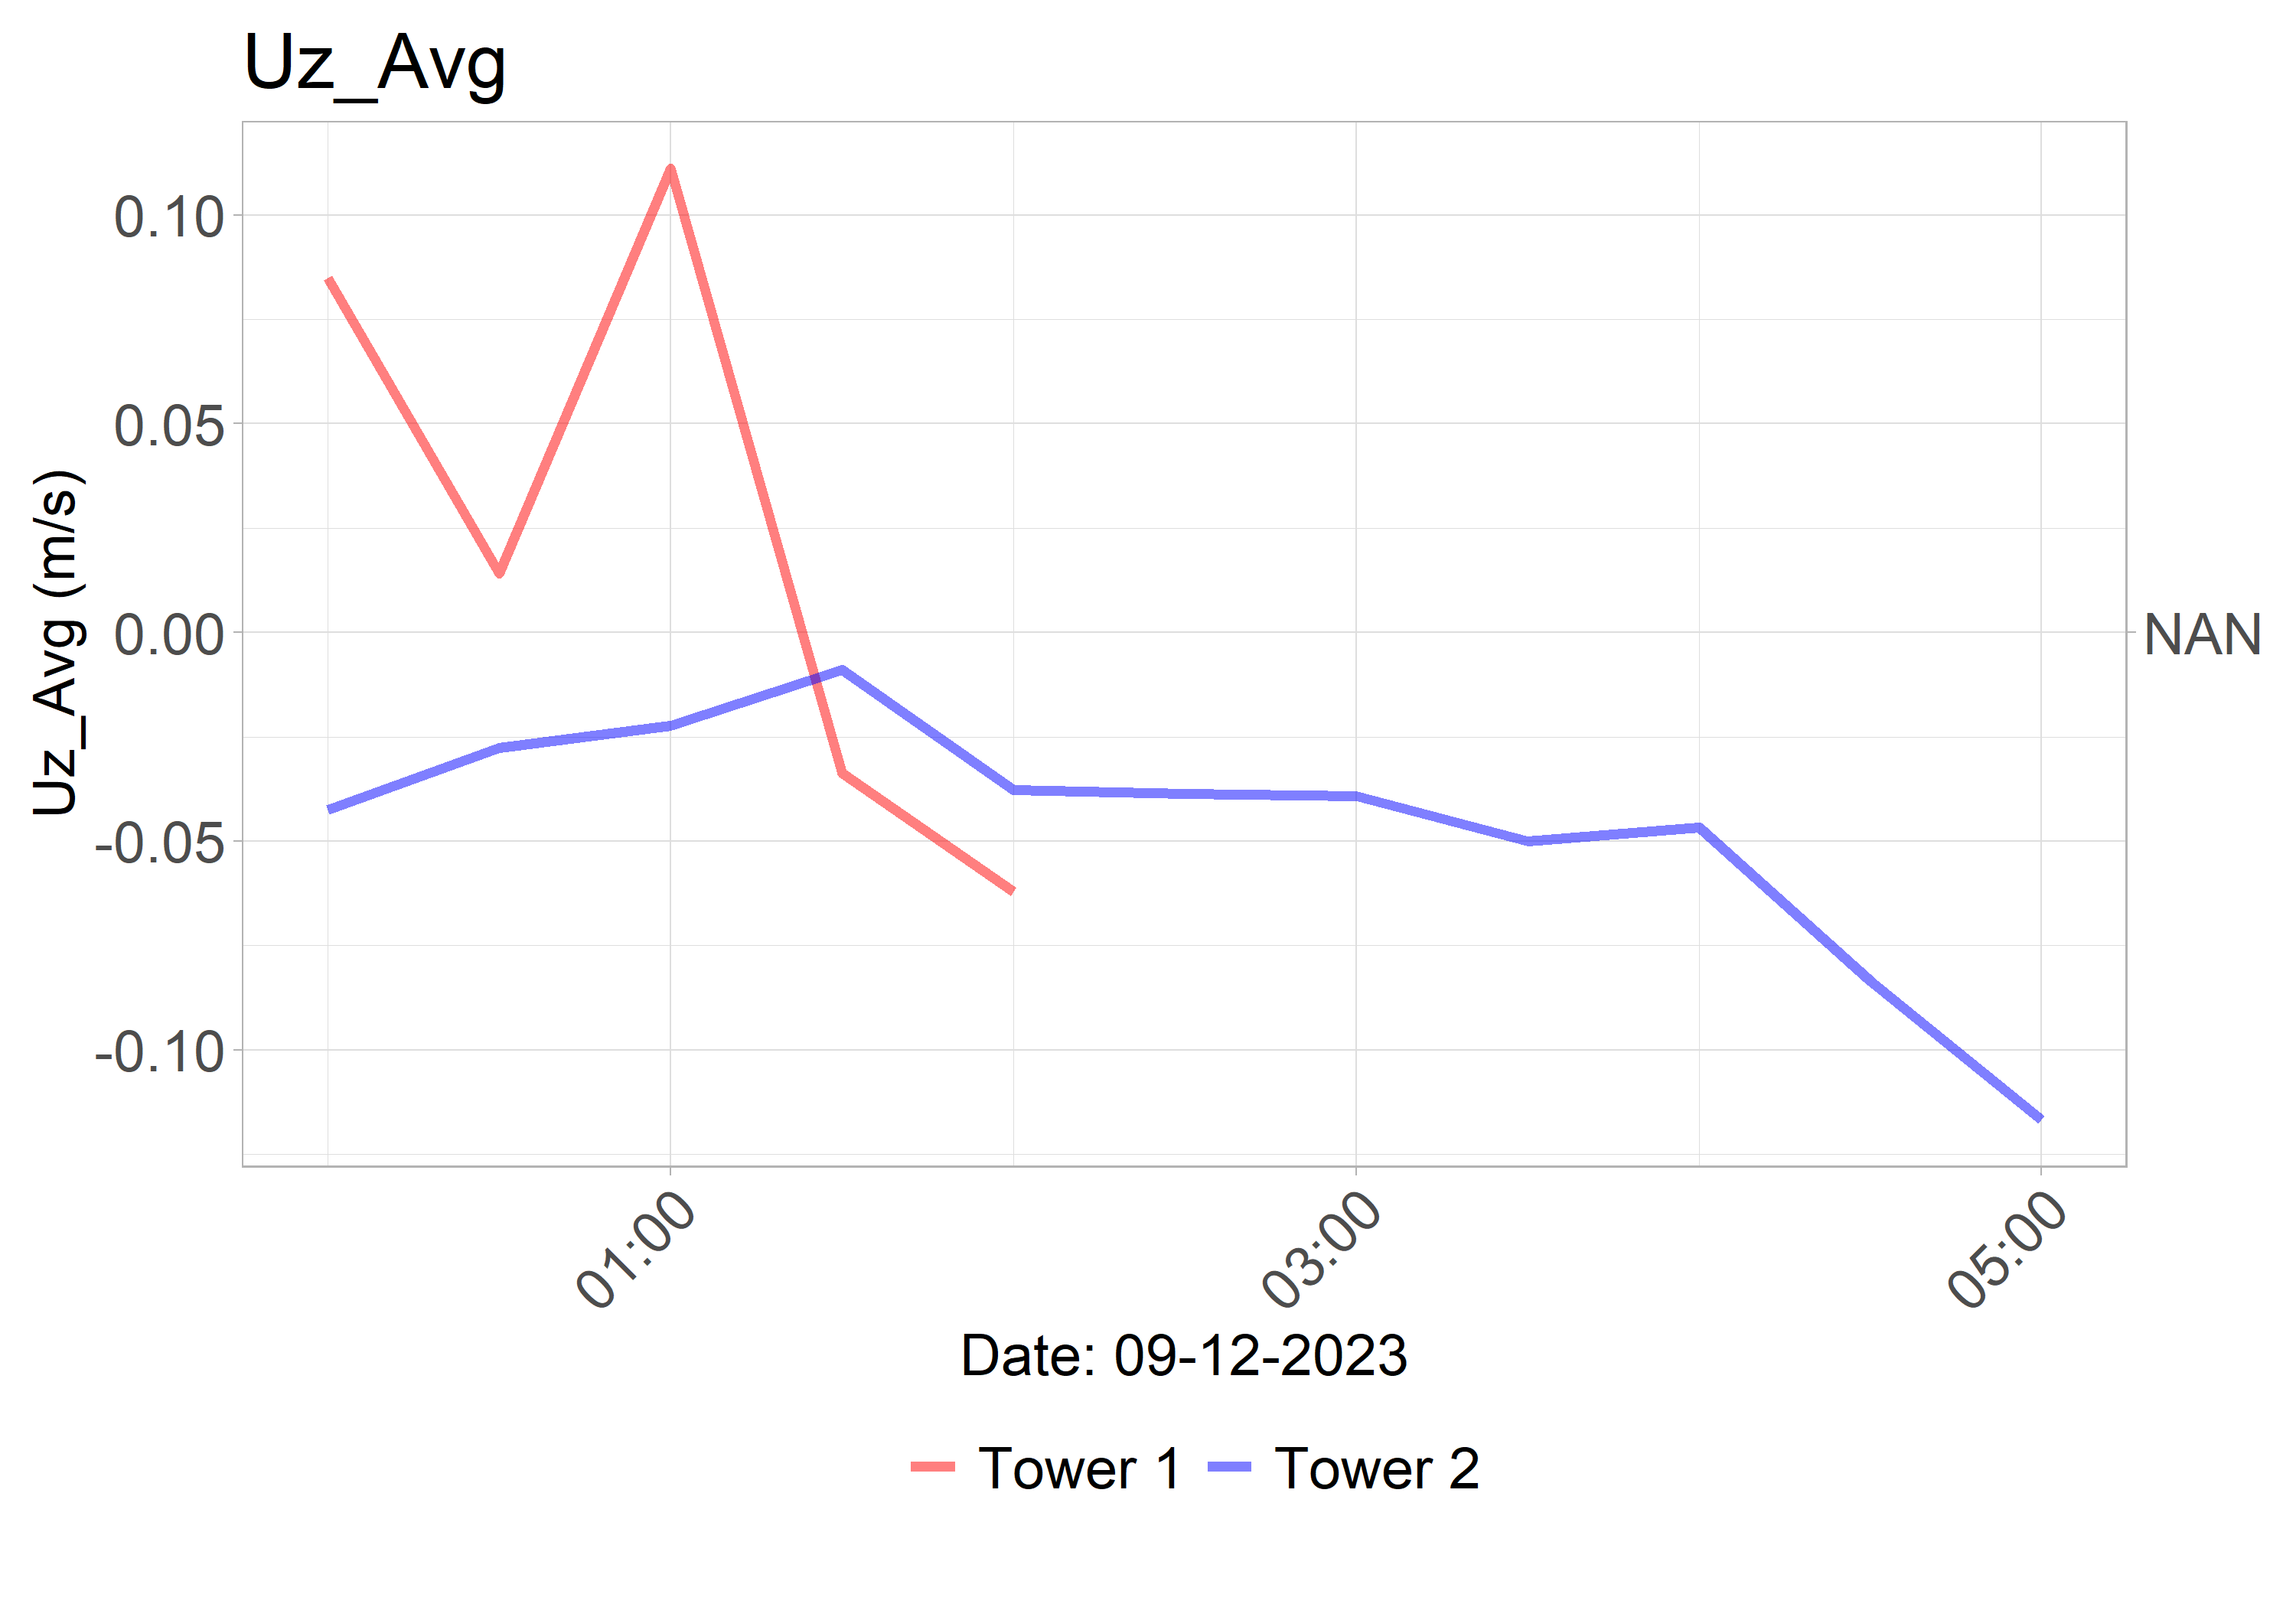 Uz_Avg
Uz_Avg (m/s)
0.10
0.05
0.00
-0.05
-0.10
NAN
01:00
03:00
05:00
Date: 09-12-2023
Tower 1
Tower 2